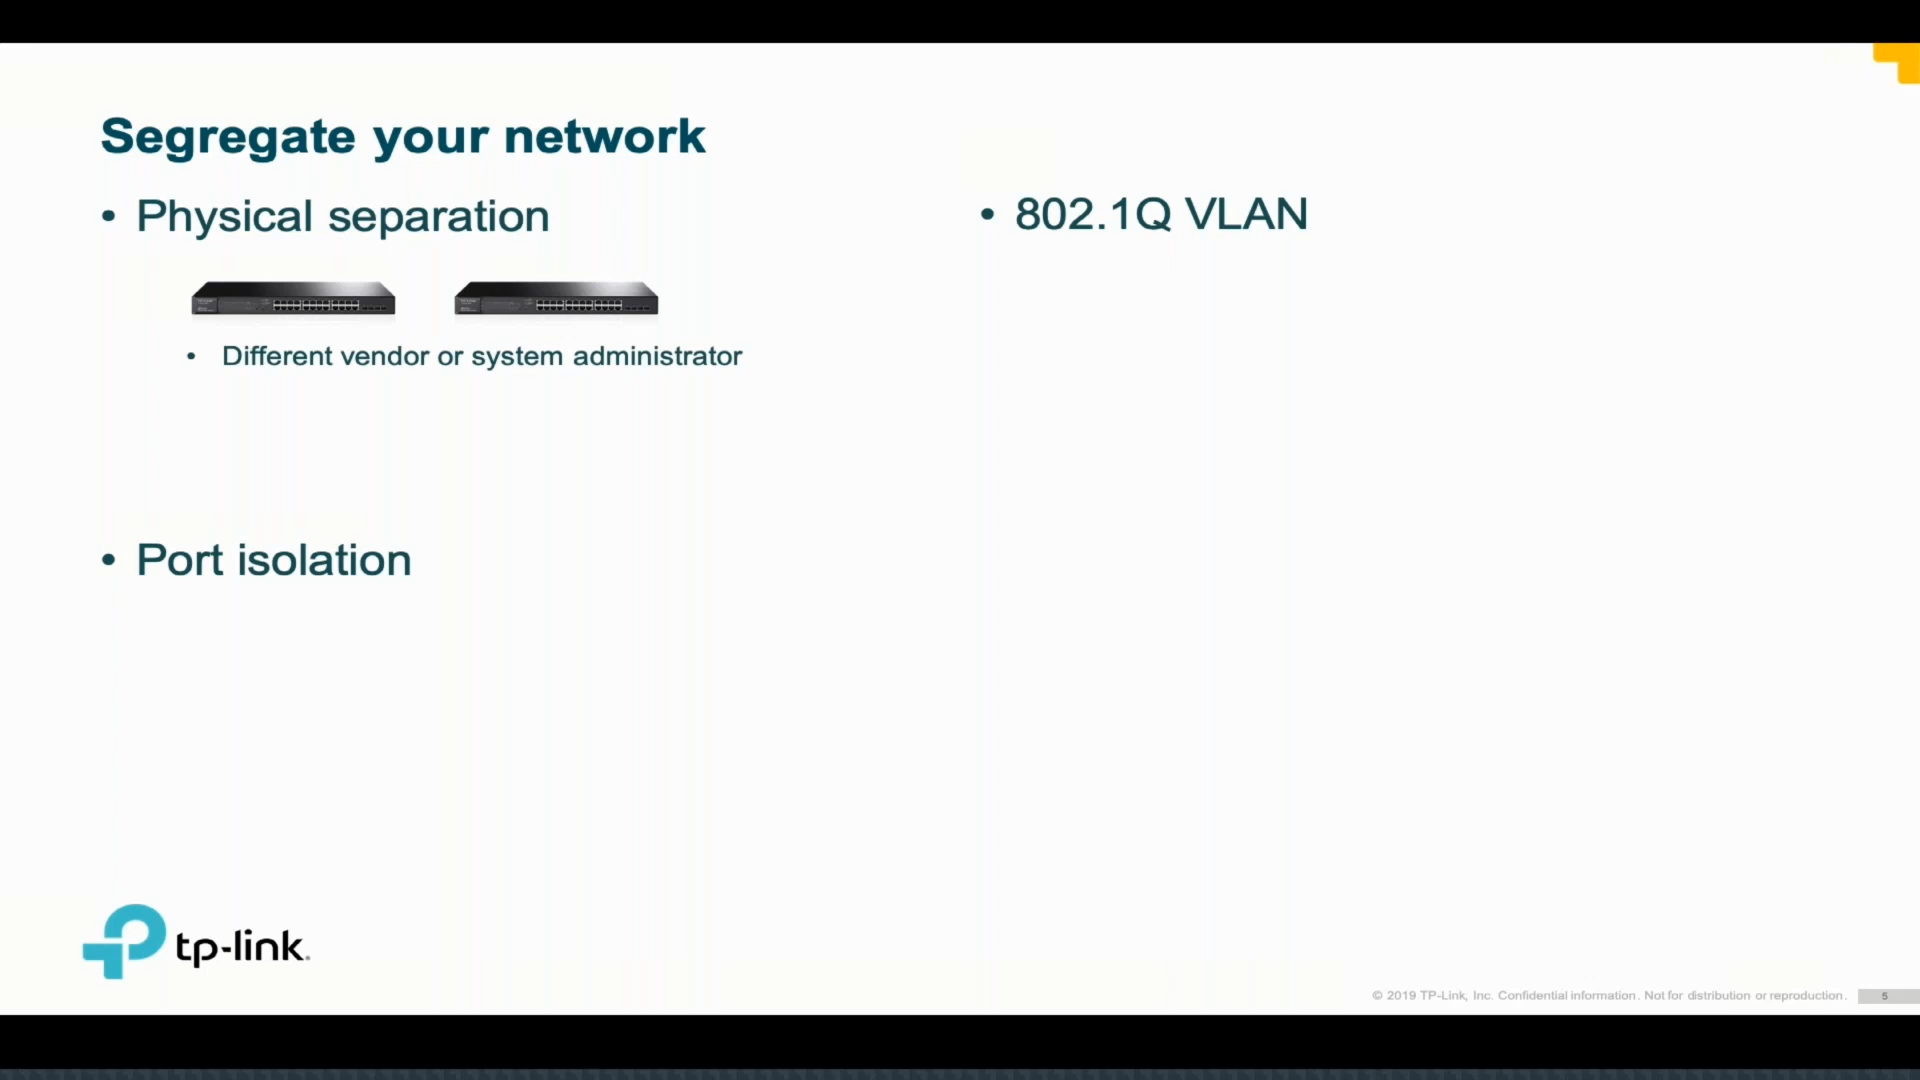 Segregate your network
• Physical separation
• Different vendor or system administrator
• Port isolation
• 802.1Q VLAN
tp-link
© 2019 TP-Link, Inc. Confidential information. Not for distribution or reproduction.
5